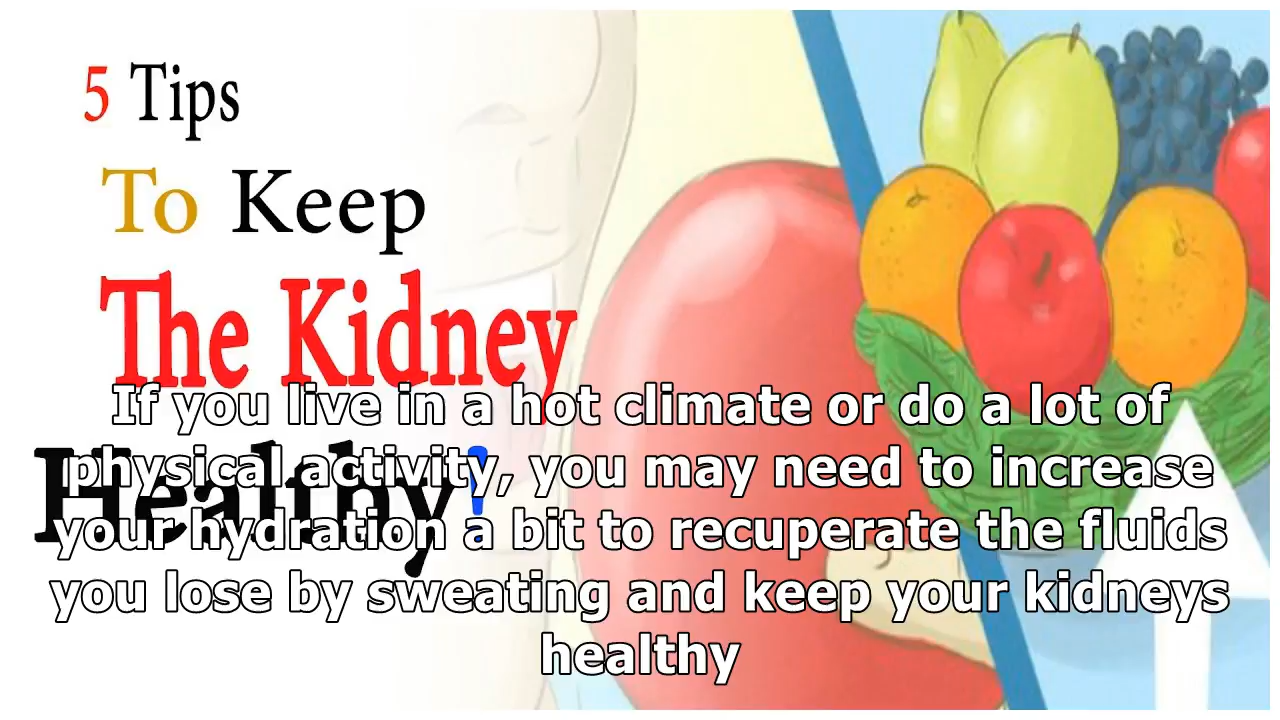 5 Tips
To Keep
The Kidney
Healthy!
If you live in a hot climate or do a lot of
physical activity, you may need to increase
your hydration a bit to recuperate the fluids
you lose by sweating and keep your kidneys
healthy